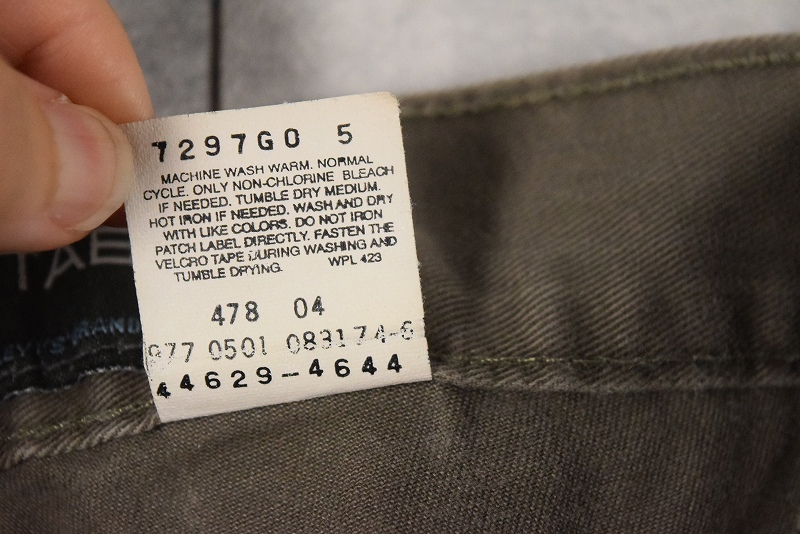 7297G0 5
MACHINE WASH WARM. NORMAL
CYCLE. ONLY NON-CHLORINE BLEACH
IF NEEDED. TUMBLE DRY MEDIUM.
HOT IRON IF NEEDED. WASH AND DRY
WITH LIKE COLORS. DO NOT IRON
PATCH LABEL DIRECTLY. FASTEN THE
VELCRO TAPE DURING WASHING AND
TUMBLE DRYING. WPL 423
478 04
977 0501 083174-6
44629-4644